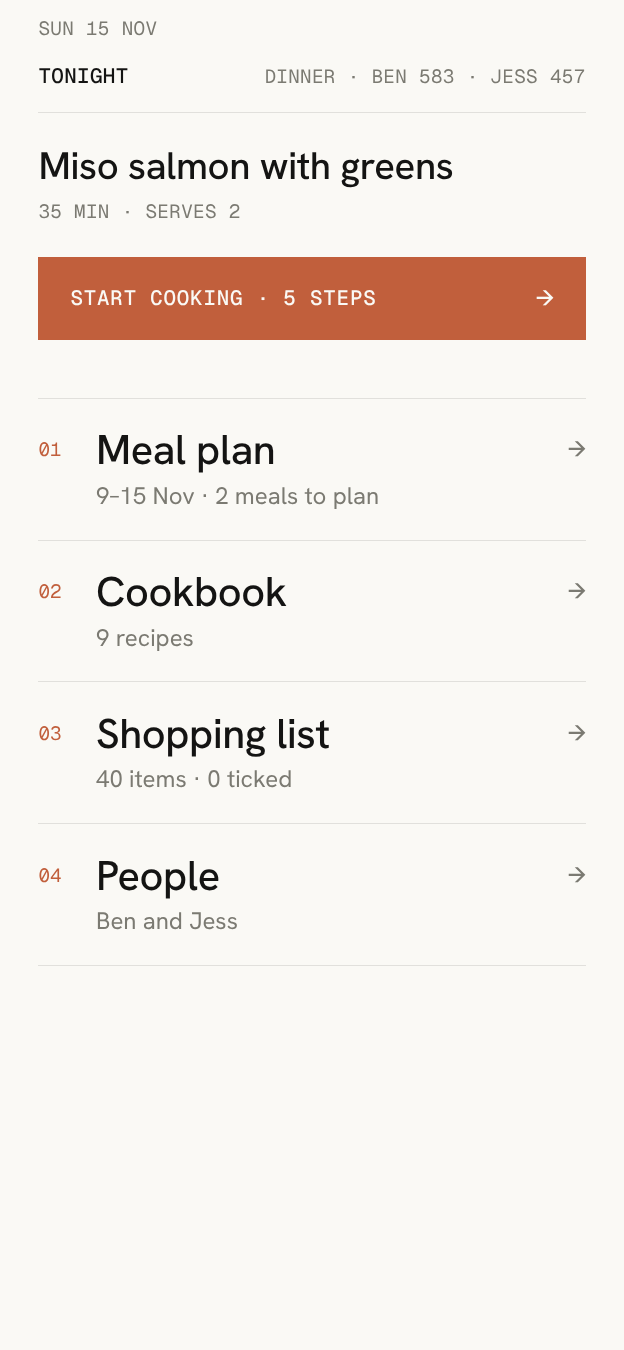 SUN 15 NOV
TONIGHT DINNER · BEN 583 · JESS 457
Miso salmon with greens
35 MIN · SERVES 2
START COOKING · 5 STEPS →
01 Meal plan →
9–15 Nov · 2 meals to plan
02 Cookbook →
9 recipes
03 Shopping list →
40 items · 0 ticked
04 People →
Ben and Jess